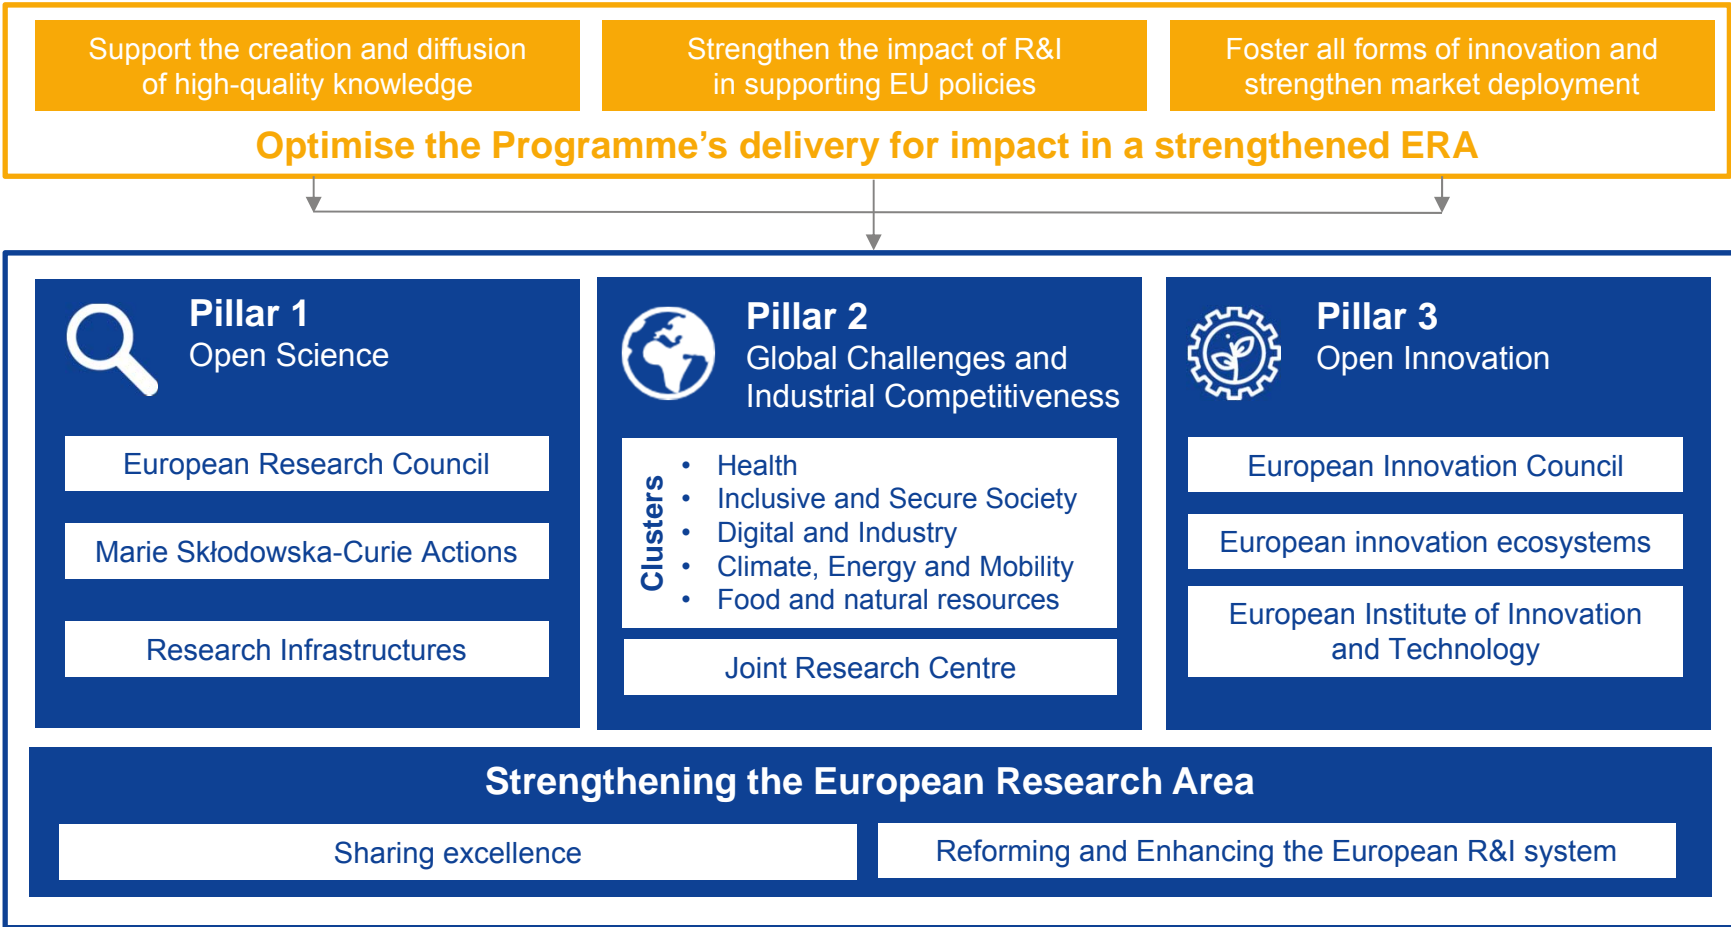 Support the creation and diffusion
of high-quality knowledge
Strengthen the impact of R&I
in supporting EU policies
Foster all forms of innovation and
strengthen market deployment
Optimise the Programme’s delivery for impact in a strengthened ERA
Pillar 1
Open Science
European Research Council
Marie Skłodowska-Curie Actions
Research Infrastructures
Pillar 2
Global Challenges and
Industrial Competitiveness
Clusters
• Health
• Inclusive and Secure Society
• Digital and Industry
• Climate, Energy and Mobility
• Food and natural resources
Joint Research Centre
Pillar 3
Open Innovation
European Innovation Council
European innovation ecosystems
European Institute of Innovation
and Technology
Strengthening the European Research Area
Sharing excellence
Reforming and Enhancing the European R&I system